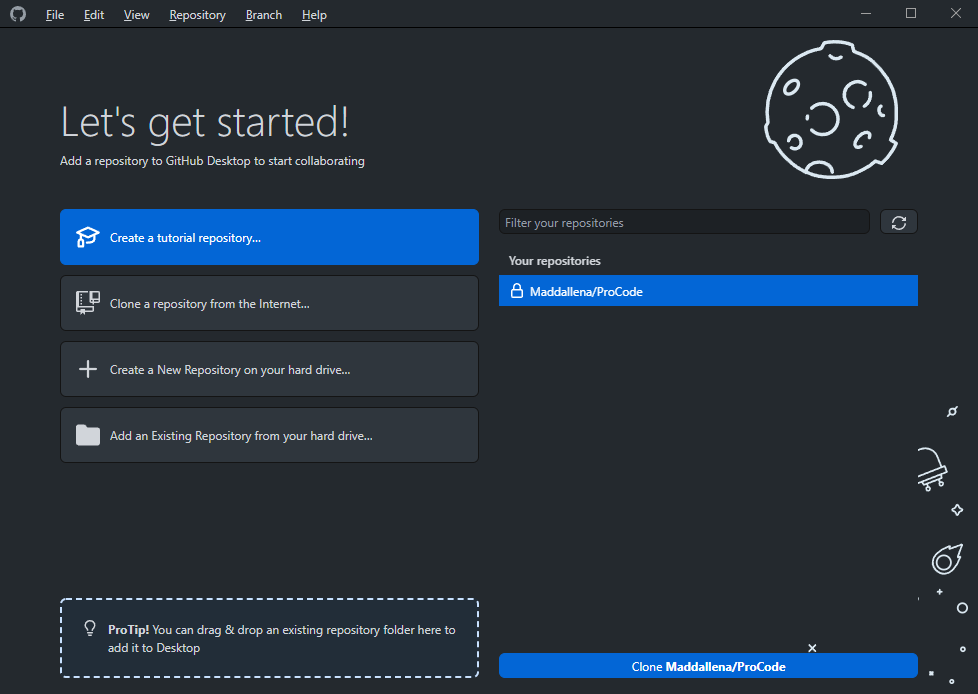 File Edit View Repository Branch Help
Let's get started!
Add a repository to GitHub Desktop to start collaborating
Create a tutorial repository...
Clone a repository from the Internet...
Create a New Repository on your hard drive...
Add an Existing Repository from your hard drive...
ProTip! You can drag & drop an existing repository folder here to
add it to Desktop
Filter your repositories
Your repositories
Maddallena/ProCode
Clone Maddallena/ProCode